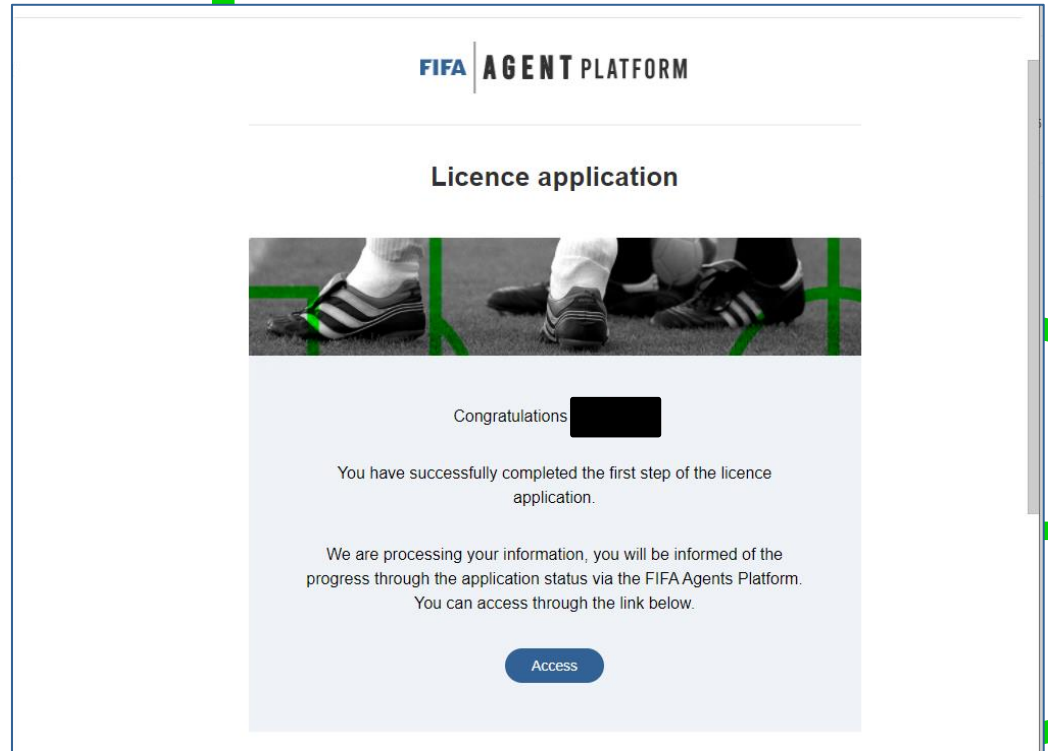 FIFA AGENT PLATFORM
Licence application
Congratulations
You have successfully completed the first step of the licence
application.
We are processing your information, you will be informed of the
progress through the application status via the FIFA Agents Platform.
You can access through the link below.
Access